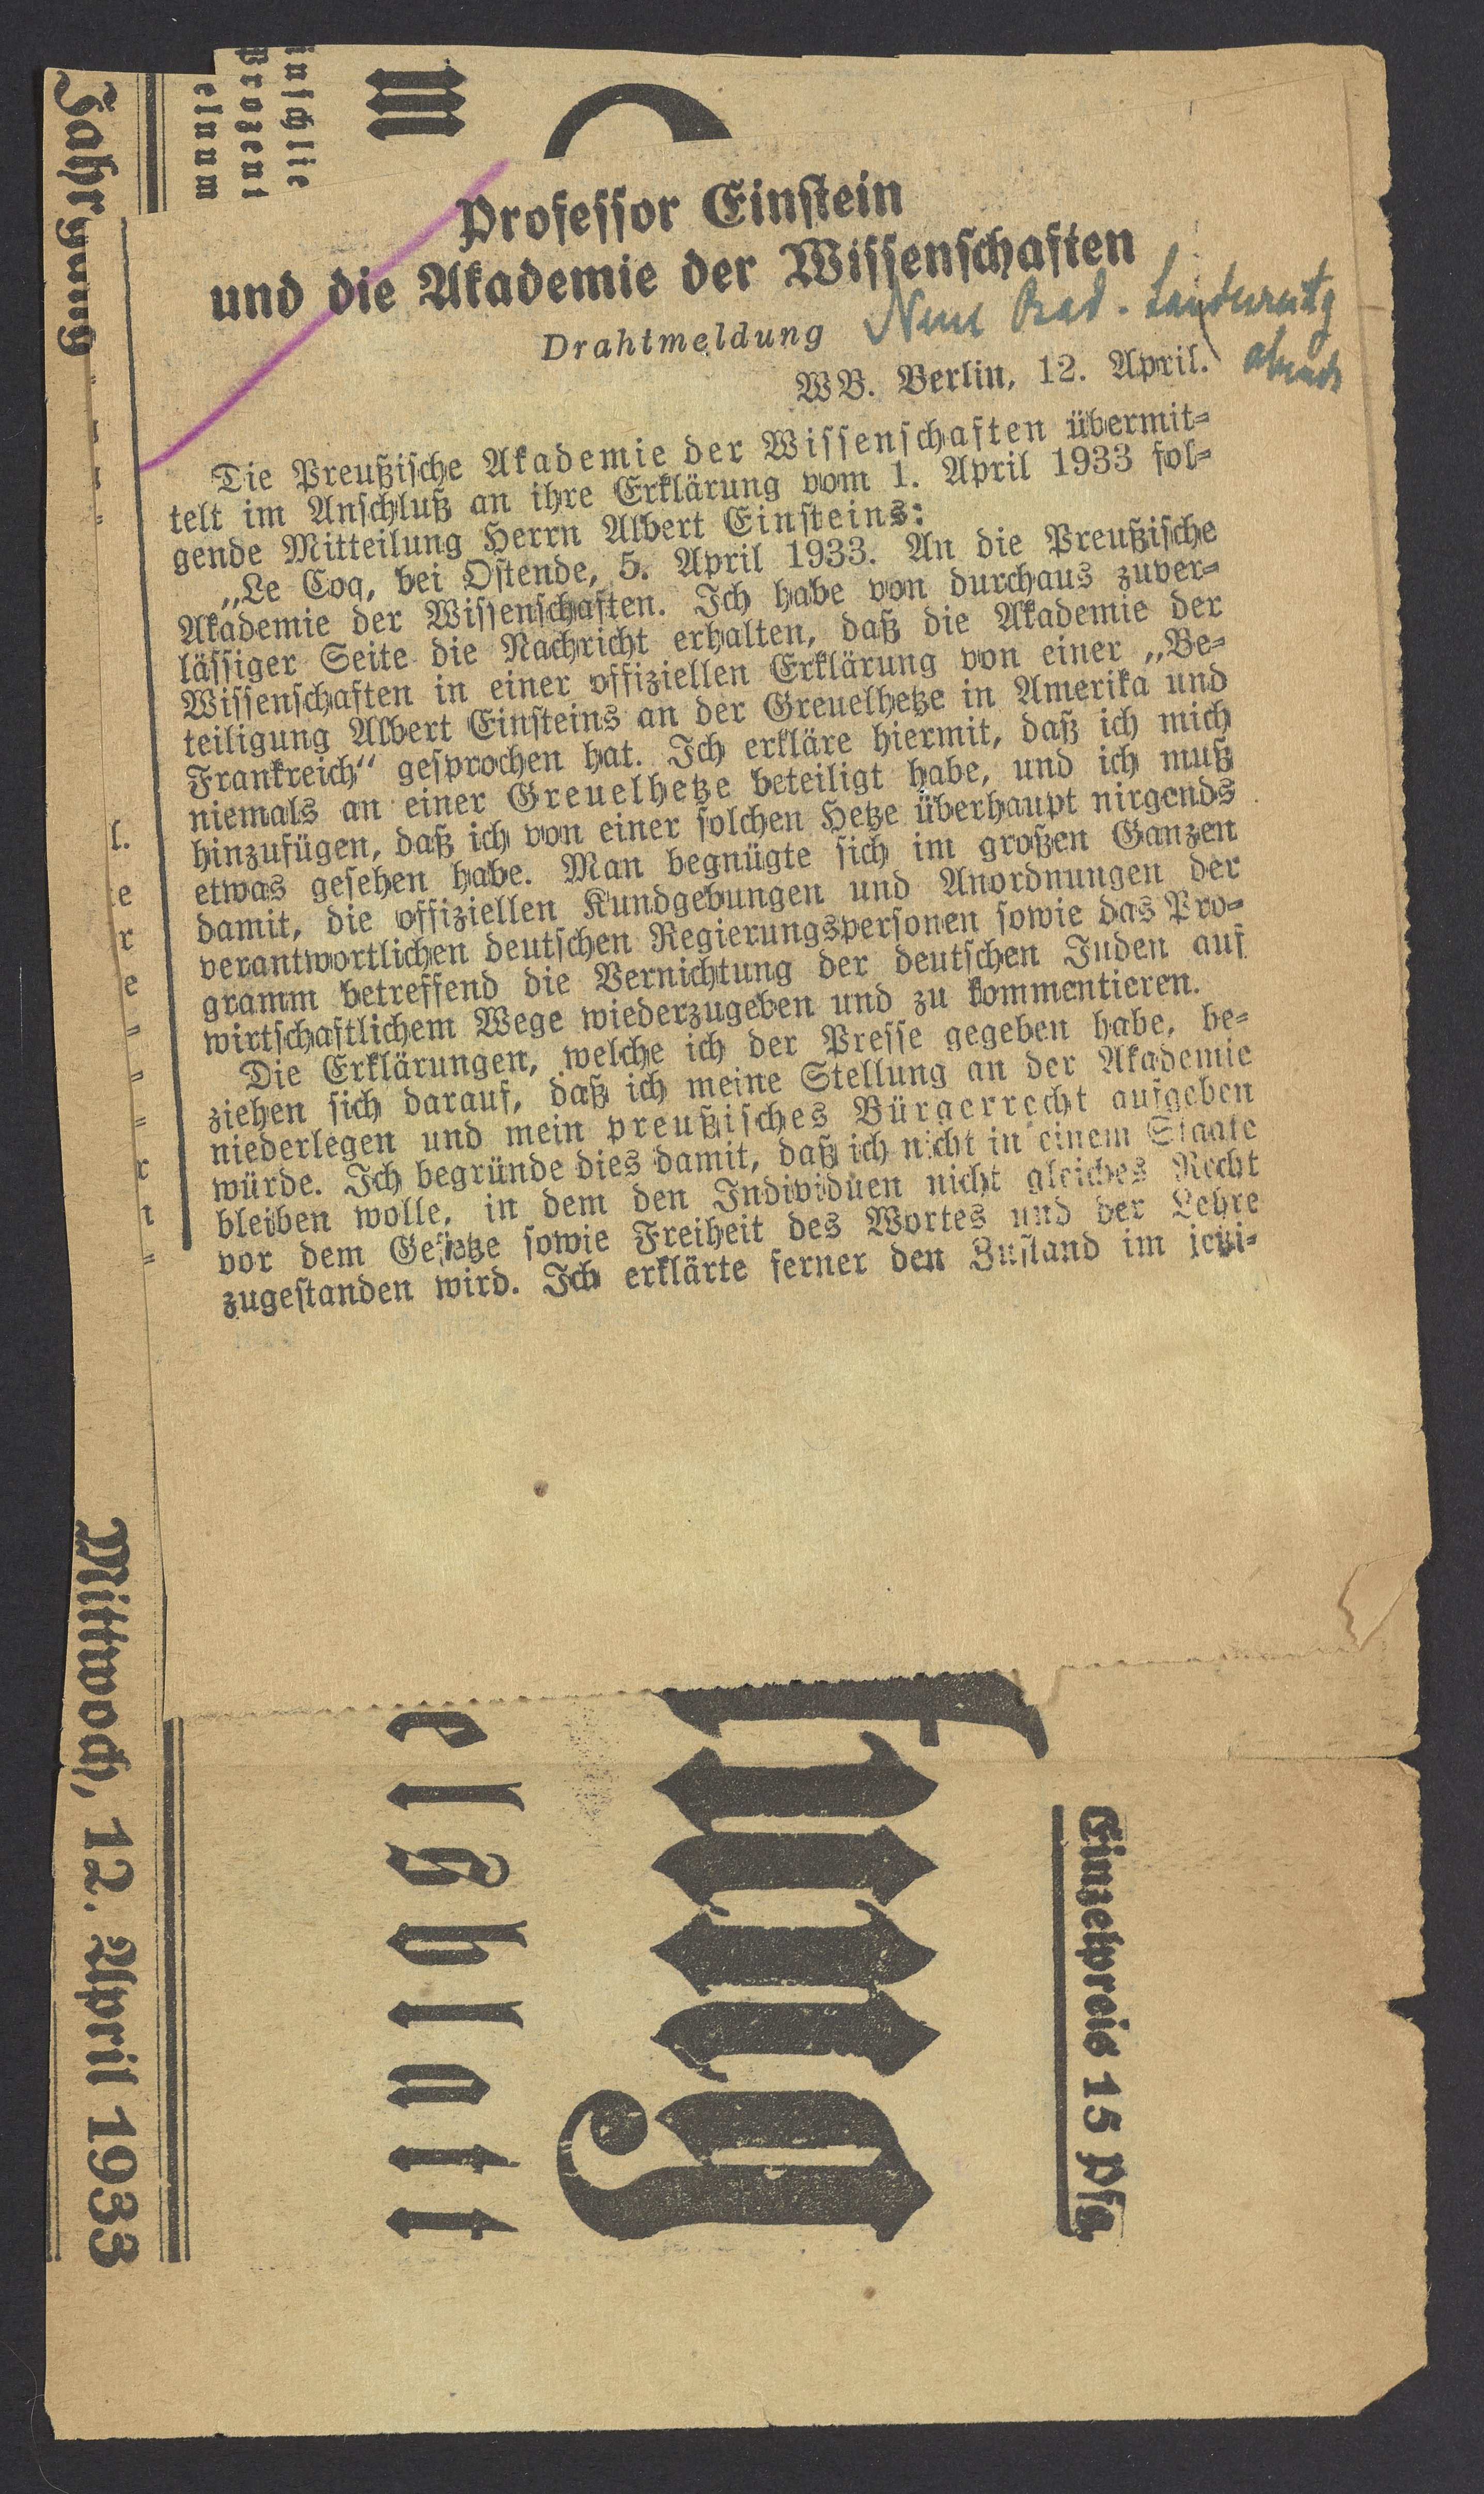 Professor Einstein
und die Akademie der Wissenschaften
Drahtmeldung
Neue Bad. Landeszeitg
abends
WB. Berlin, 12. April.
Die Preußische Akademie der Wissenschaften übermit-
telt im Anschluß an ihre Erklärung vom 1. April 1933 fol-
gende Mitteilung Herrn Albert Einsteins:
„Le Coq, bei Ostende, 5. April 1933. An die Preußische
Akademie der Wissenschaften. Ich habe von durchaus zuver-
lässiger Seite die Nachricht erhalten, daß die Akademie der
Wissenschaften in einer offiziellen Erklärung von einer „Be-
teiligung Albert Einsteins an der Greuelhetze in Amerika und
Frankreich“ gesprochen hat. Ich erkläre hiermit, daß ich mich
niemals an einer Greuelhetze beteiligt habe, und ich muß
hinzufügen, daß ich von einer solchen Hetze überhaupt nirgends
etwas gesehen habe. Man begnügte sich im großen Ganzen
damit, die offiziellen Kundgebungen und Anordnungen der
verantwortlichen deutschen Regierungspersonen sowie das Pro-
gramm betreffend die Vernichtung der deutschen Juden auf
wirtschaftlichem Wege wiederzugeben und zu kommentieren.
Die Erklärungen, welche ich der Presse gegeben habe, be-
ziehen sich darauf, daß ich meine Stellung an der Akademie
niederlegen und mein preußisches Bürgerrecht aufgeben
würde. Ich begründe dies damit, daß ich nicht in einem Staate
bleiben wolle, in dem den Individuen nicht gleiches Recht
vor dem Gesetze sowie Freiheit des Wortes und der Lehre
zugestanden wird. Ich erklärte ferner den Zustand im jetzi-
Jahrgang
Mittwoch, 12. April 1933
einschlie
Prozent
elnum
elsblatt
Einzelpreis 15 Pfg.